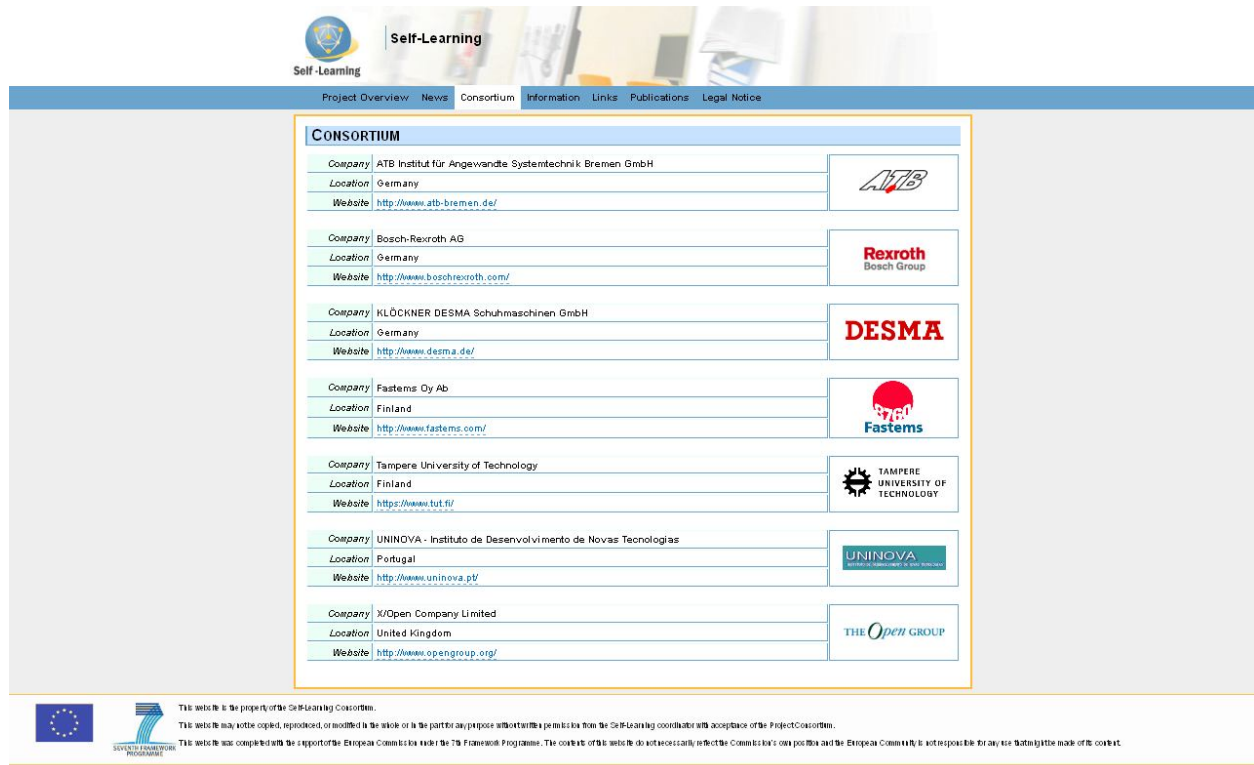 Self-Learning
Self-Learning
Project Overview News Consortium Information Links Publications Legal Notice
CONSORTIUM
Company ATB Institut für Angewandte Systemtechnik Bremen GmbH
Location Germany
Website http://www.atb-bremen.de/
ATB
Company Bosch-Rexroth AG
Location Germany
Website http://www.boschrexroth.com/
Rexroth
Bosch Group
Company KLÖCKNER DESMA Schuhmaschinen GmbH
Location Germany
Website http://www.desma.de/
DESMA
Company Fastems Oy Ab
Location Finland
Website http://www.fastems.com/
Fastems
Company Tampere University of Technology
Location Finland
Website https://www.tut.fi/
TAMPERE
UNIVERSITY OF
TECHNOLOGY
Company UNINOVA - Instituto de Desenvolvimento de Novas Tecnologias
Location Portugal
Website http://www.uninova.pt/
UNINOVA
Company X/Open Company Limited
Location United Kingdom
Website http://www.opengroup.org/
THE Open GROUP
This website is the property of the Self-Learning Consortium.
This website may not be copied, reproduced, or modified in the whole or in the part for any purpose without written permission from the Self-Learning coordinator with acceptance of the Project Consortium.
This website was completed with the support of the European Commission under the 7th Framework Programme. The contents of this website do not necessarily reflect the Commission's own position and the European Community is not responsible for any use that might be made of its content.
SEVENTH FRAMEWORK
PROGRAMME